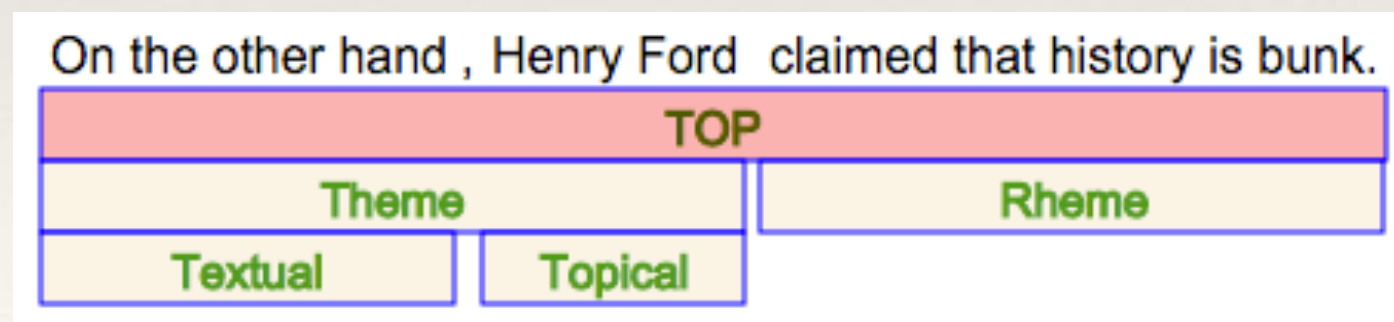 On the other hand , Henry Ford claimed that history is bunk.
TOP
Theme Rheme
Textual Topical